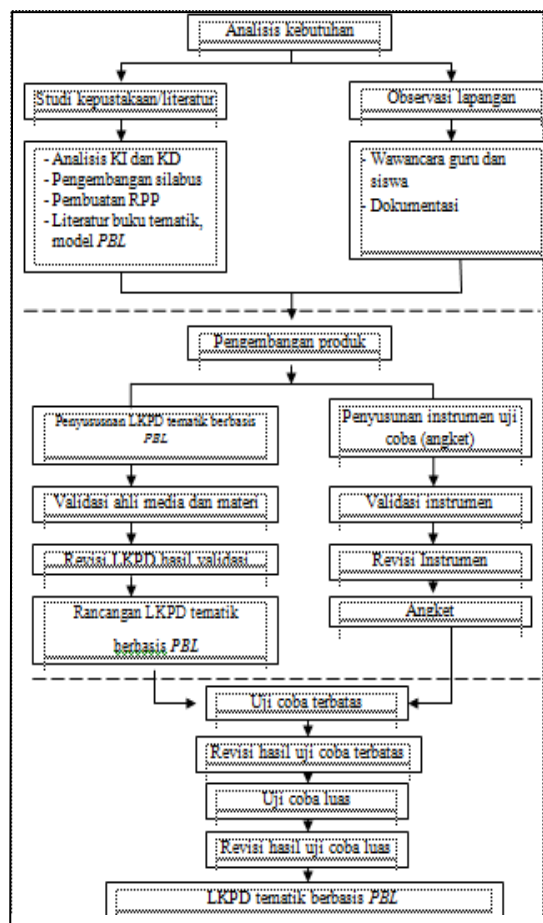 Analisis kebutuhan
Studi kepustakaan/literatur
Observasi lapangan
- Analisis KI dan KD
- Pengembangan silabus
- Pembuatan RPP
- Literatur buku tematik,
model PBL
- Wawancara guru dan
siswa
- Dokumentasi
Pengembangan produk
Penyusunan LKPD tematik berbasis
PBL
Penyusunan instrumen uji
coba (angket)
Validasi ahli media dan materi
Validasi instrumen
Revisi LKPD hasil validasi
Revisi Instrumen
Rancangan LKPD tematik
berbasis PBL
Angket
Uji coba terbatas
Revisi hasil uji coba terbatas
Uji coba luas
Revisi hasil uji coba luas
LKPD tematik berbasis PBL